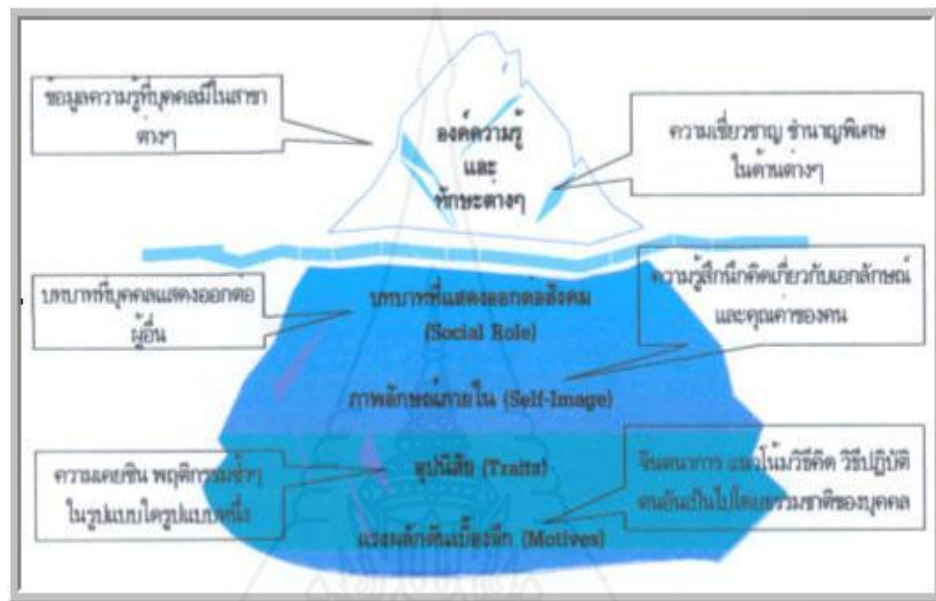 ข้อมูลความรู้ที่บุคคลมีในสาขา
ต่างๆ
องค์ความรู้
และ
ทักษะต่างๆ
ความเชี่ยวชาญ ชำนาญพิเศษ
ในด้านต่างๆ
บทบาทที่บุคคลแสดงออกต่อ
ผู้อื่น
บทบาทที่แสดงออกต่อสังคม
(Social Role)
ความรู้สึกนึกคิดเกี่ยวกับเอกลักษณ์
และคุณค่าของคน
ภาพลักษณ์ภายใน (Self-Image)
ความเคยชิน พฤติกรรมซ้ำๆ
ในรูปแบบใดรูปแบบหนึ่ง
อุปนิสัย (Traits)
จินตนาการ แนวโน้มวิธีคิด วิธีปฏิบัติ
ตนอันเป็นไปโดยธรรมชาติของบุคคล
แรงผลักดันเบื้องลึก (Motives)